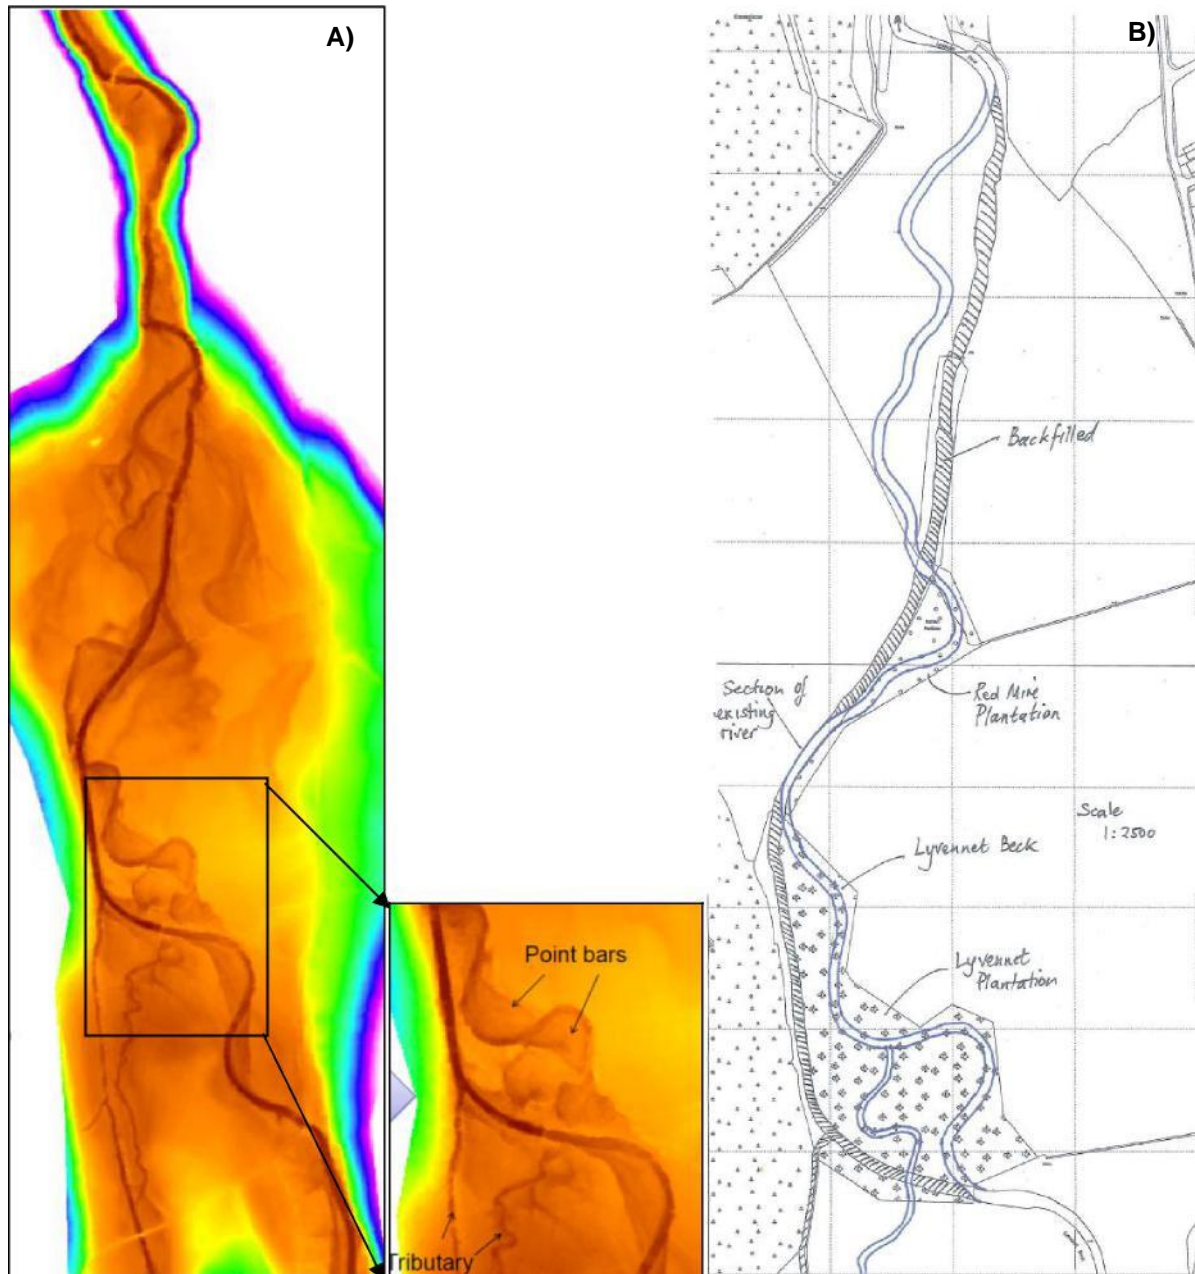 A)
Point bars
Tributary
B)
Backfilled
Section of
existing
river
Red Mire
Plantation
Scale
1:2500
Lyvennet Beck
Lyvennet
Plantation